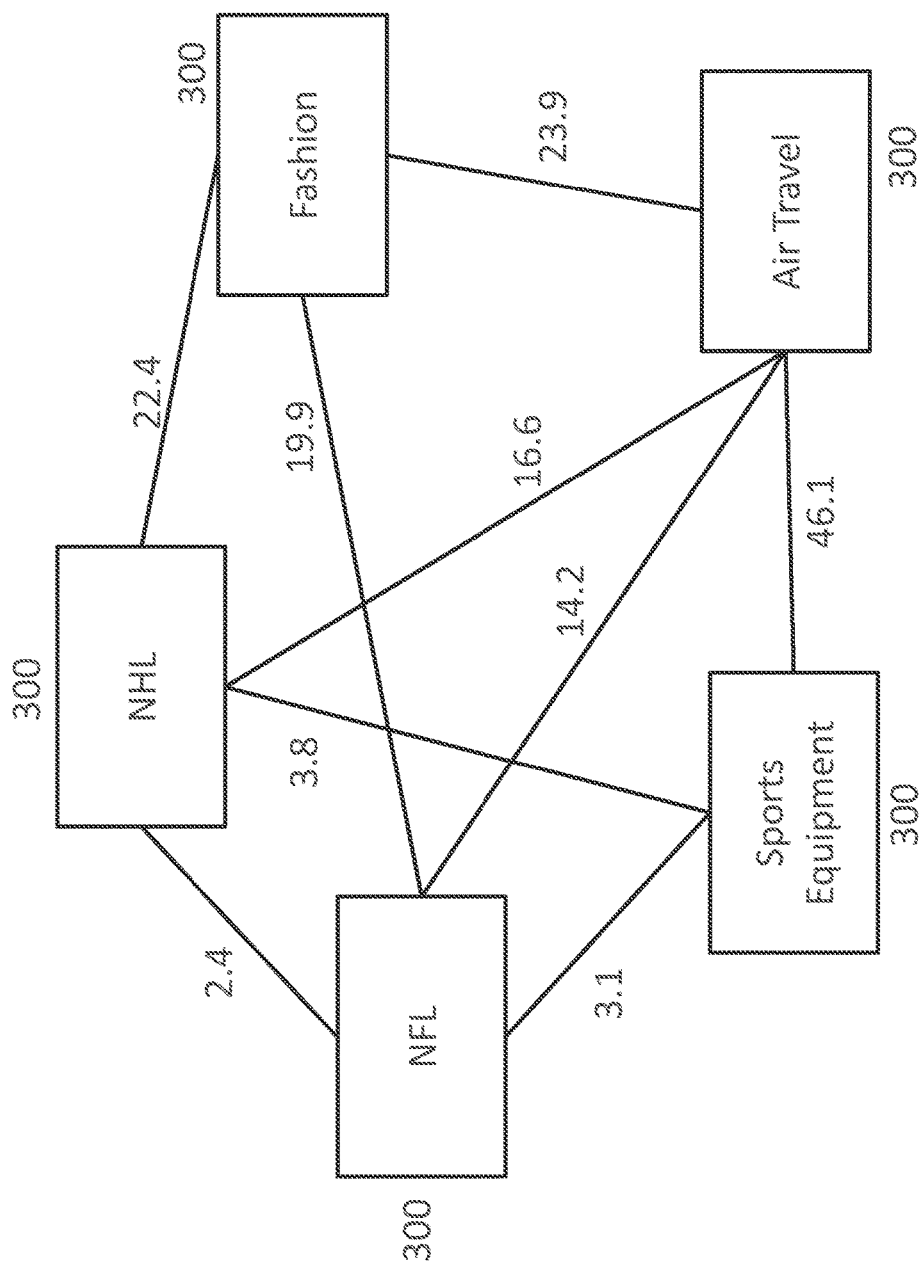 300
NHL
300
Fashion
22.4
2.4
19.9
3.8
23.9
16.6
NFL
300
14.2
3.1
46.1
Sports
Equipment
300
Air Travel
300